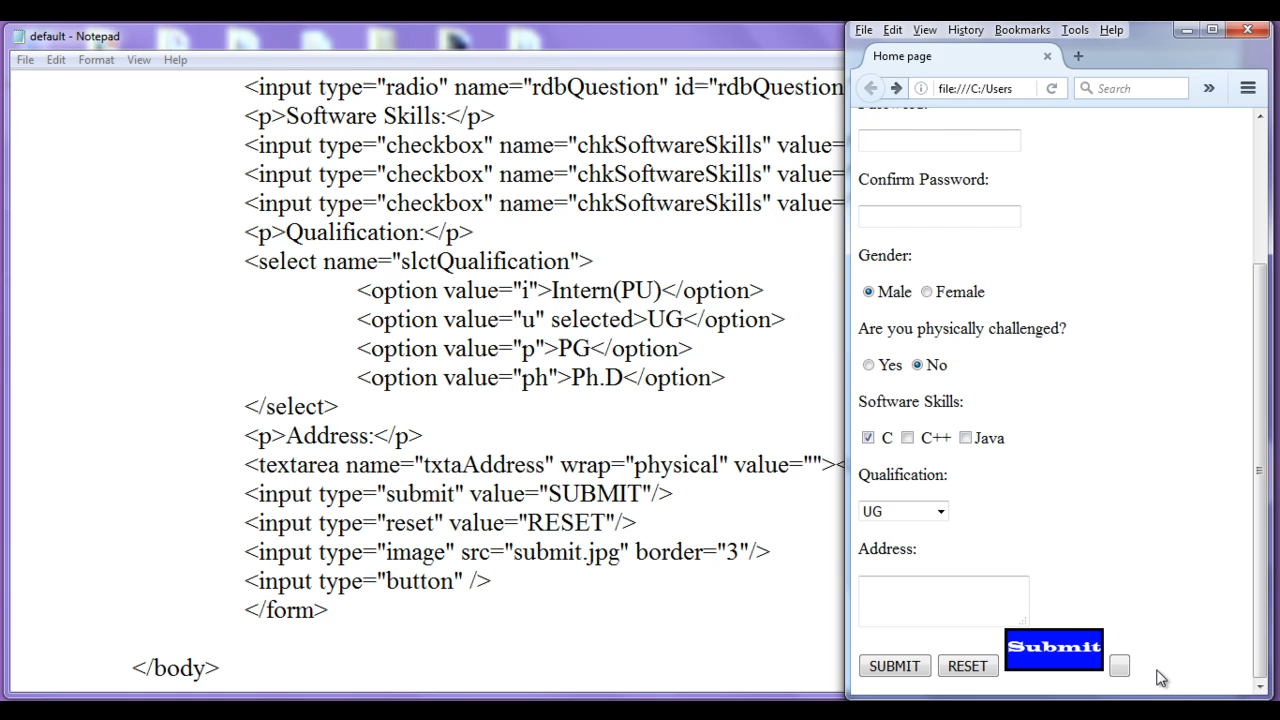 default - Notepad
File Edit Format View Help
<input type="radio" name="rdbQuestion" id="rdbQuestion
<p>Software Skills:</p>
<input type="checkbox" name="chkSoftwareSkills" value=
<input type="checkbox" name="chkSoftwareSkills" value=
<input type="checkbox" name="chkSoftwareSkills" value=
<p>Qualification:</p>
<select name="slctQualification">
<option value="i">Intern(PU)</option>
<option value="u" selected>UG</option>
<option value="p">PG</option>
<option value="ph">Ph.D</option>
</select>
<p>Address:</p>
<textarea name="txtaAddress" wrap="physical" value=""><
<input type="submit" value="SUBMIT"/>
<input type="reset" value="RESET"/>
<input type="image" src="submit.jpg" border="3"/>
<input type="button" />
</form>
</body>
File Edit View History Bookmarks Tools Help
Home page
file:///C:/Users Search
Confirm Password:
Gender:
Male Female
Are you physically challenged?
Yes No
Software Skills:
C C++ Java
Qualification:
UG
Address:
SUBMIT RESET Submit